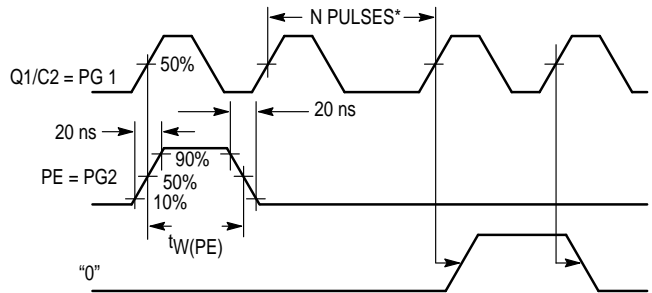 N PULSES*
Q1/C2 = PG 1
50%
20 ns
20 ns
90%
PE = PG2
50%
10%
tW(PE)
“0”